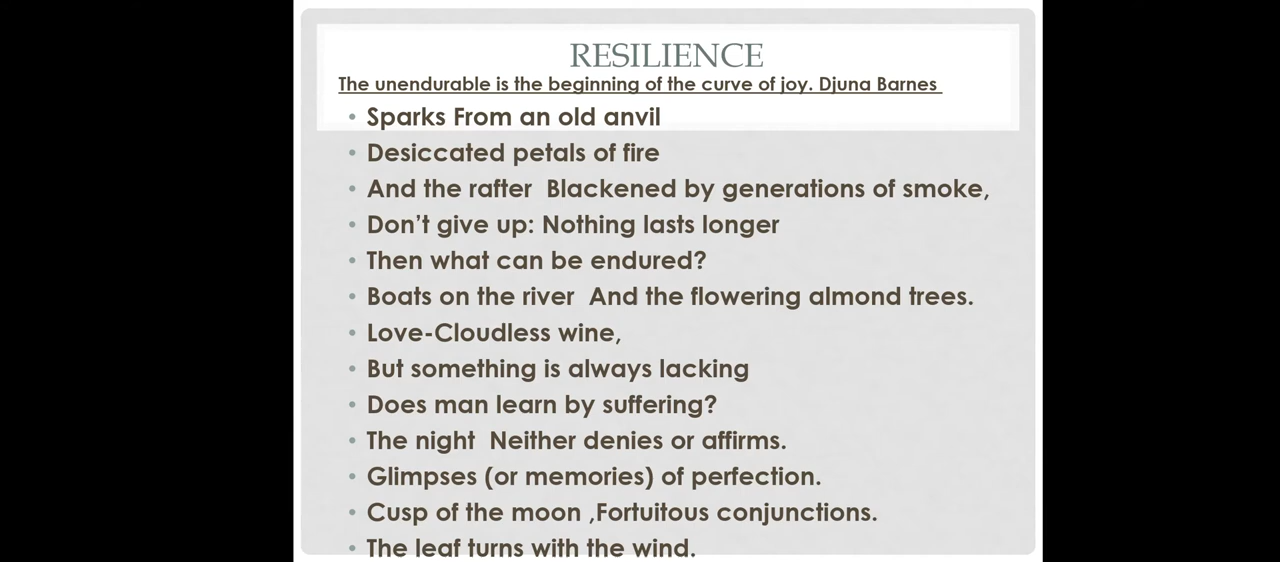 RESILIENCE
The unendurable is the beginning of the curve of joy. Djuna Barnes
• Sparks From an old anvil
• Desiccated petals of fire
• And the rafter  Blackened by generations of smoke,
• Don't give up: Nothing lasts longer
• Then what can be endured?
• Boats on the river  And the flowering almond trees.
• Love-Cloudless wine,
• But something is always lacking
• Does man learn by suffering?
• The night  Neither denies or affirms.
• Glimpses (or memories) of perfection.
• Cusp of the moon ,Fortuitous conjunctions.
• The leaf turns with the wind.